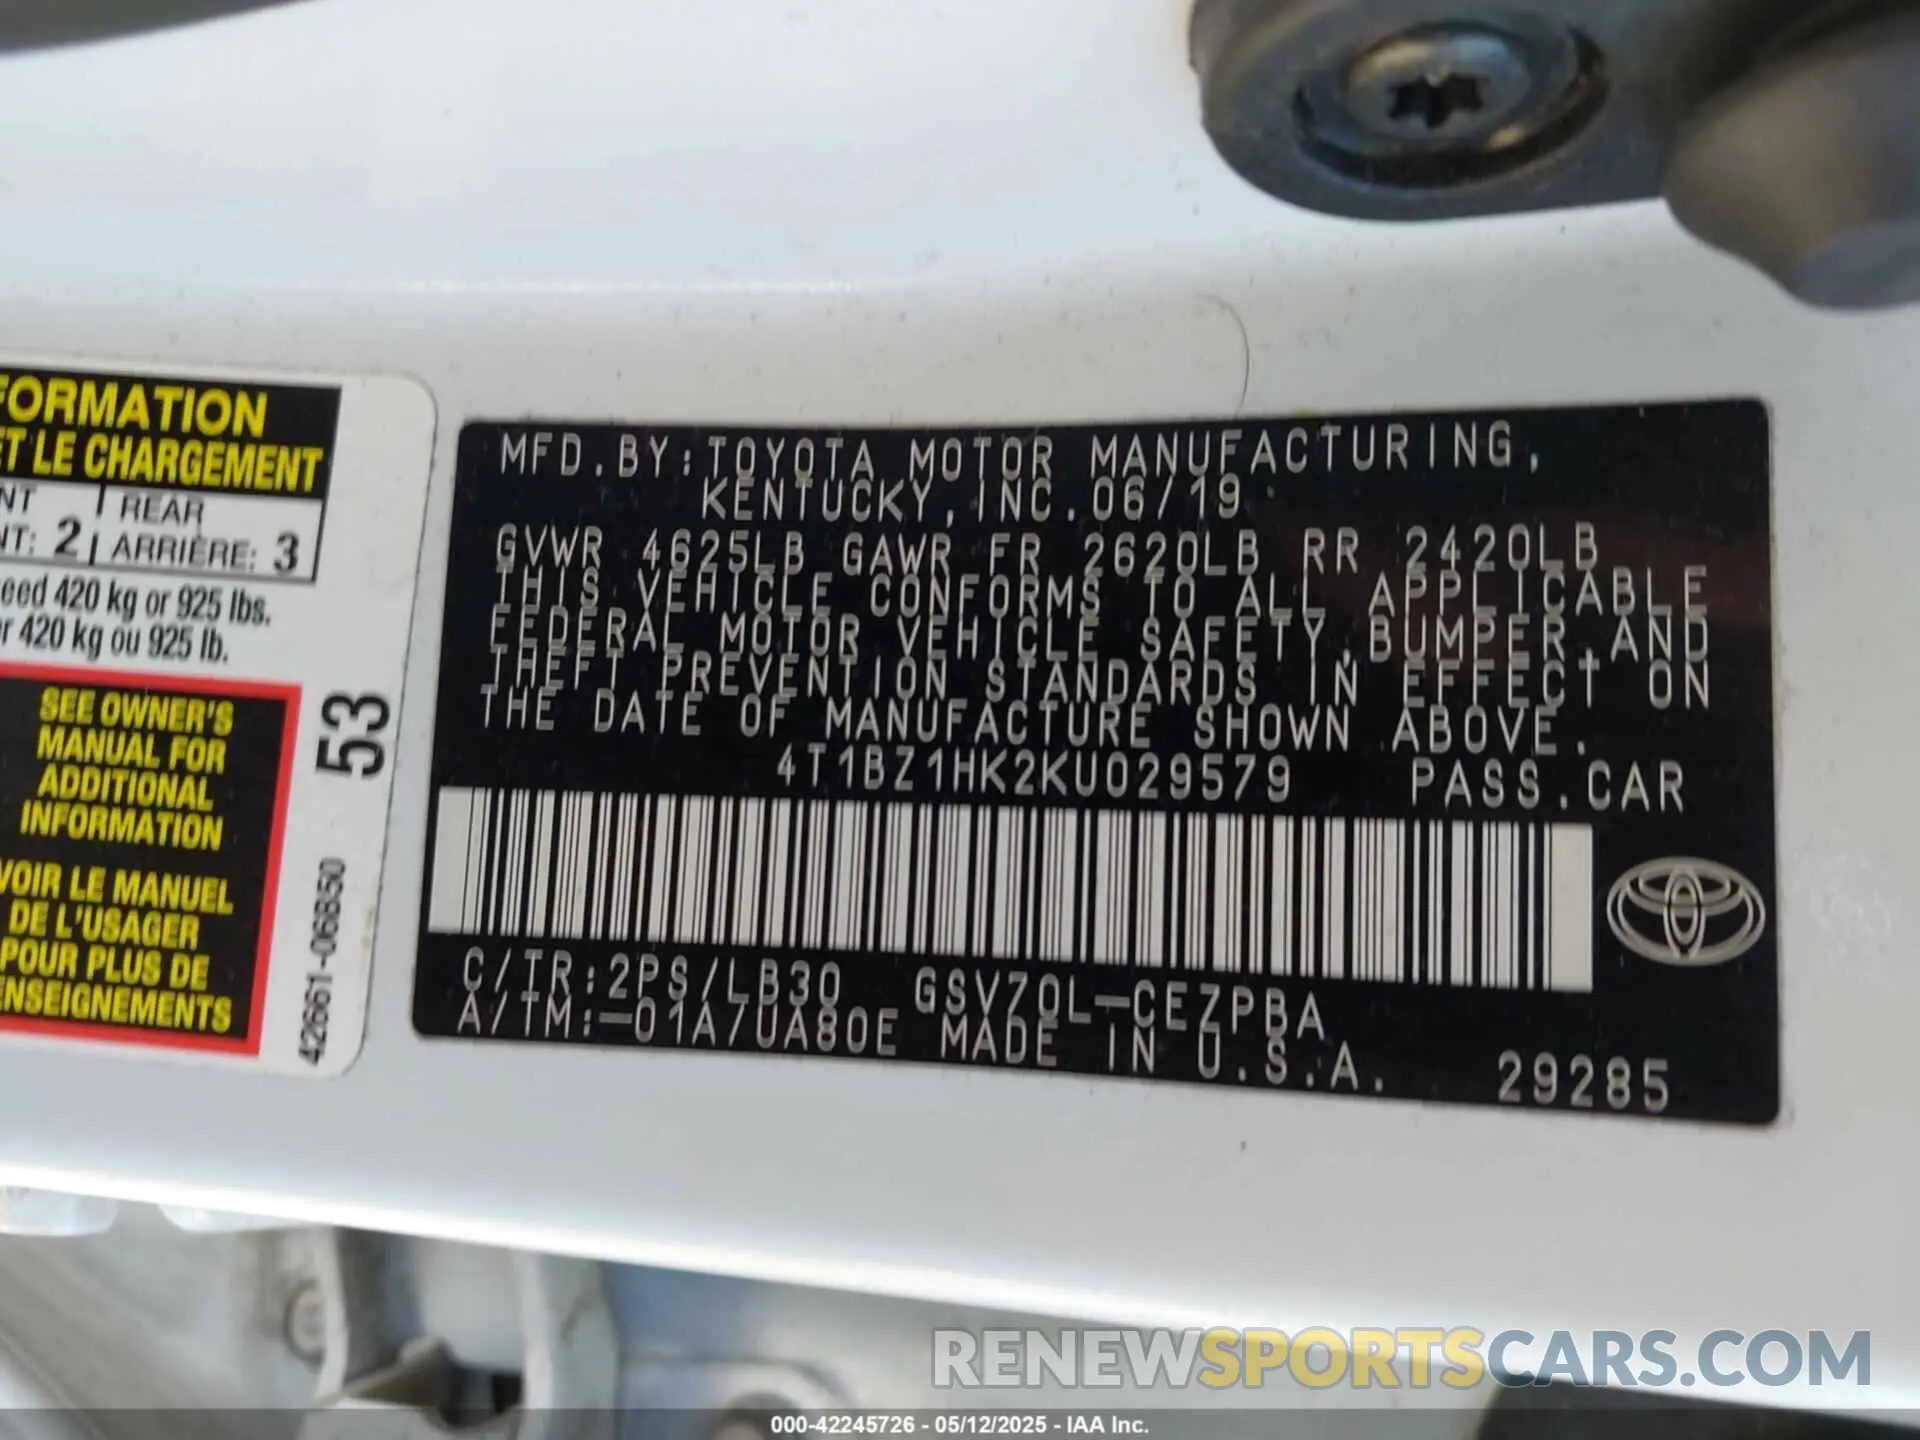 FORMATION
ET LE CHARGEMENT
NT | REAR
NT: 2 | ARRIÈRE: 3
eed 420 kg or 925 lbs.
r 420 kg ou 925 lb.
SEE OWNER'S
MANUAL FOR
ADDITIONAL
INFORMATION
VOIR LE MANUEL
DE L'USAGER
POUR PLUS DE
ENSEIGNEMENTS
53
42661-06B50
MFD.BY:TOYOTA MOTOR MANUFACTURING,
KENTUCKY,INC.06/19
GVWR 4625LB GAWR FR 2620LB RR 2420LB
THIS VEHICLE CONFORMS TO ALL APPLICABLE
FEDERAL MOTOR VEHICLE SAFETY,BUMPER,AND
THEFT PREVENTION STANDARDS IN EFFECT ON
THE DATE OF MANUFACTURE SHOWN ABOVE.
4T1BZ1HK2KU029579 PASS.CAR
C/TR:2PS/LB30 GSVZ0L-CEZPBA
A/TM:-01A/UA80E MADE IN U.S.A. 29285
RENEWSPORTSCARS.COM
000-42245726 - 05/12/2025 - IAA Inc.